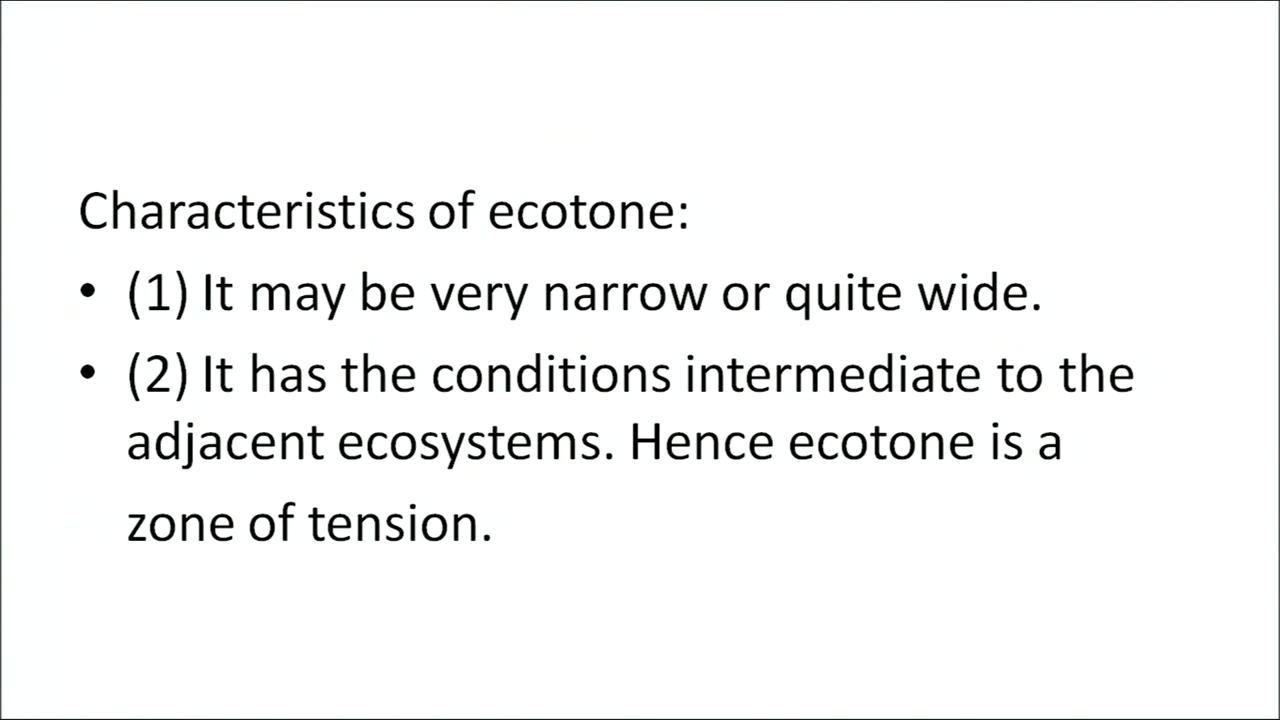 Characteristics of ecotone:
• (1) It may be very narrow or quite wide.
• (2) It has the conditions intermediate to the
adjacent ecosystems. Hence ecotone is a
zone of tension.